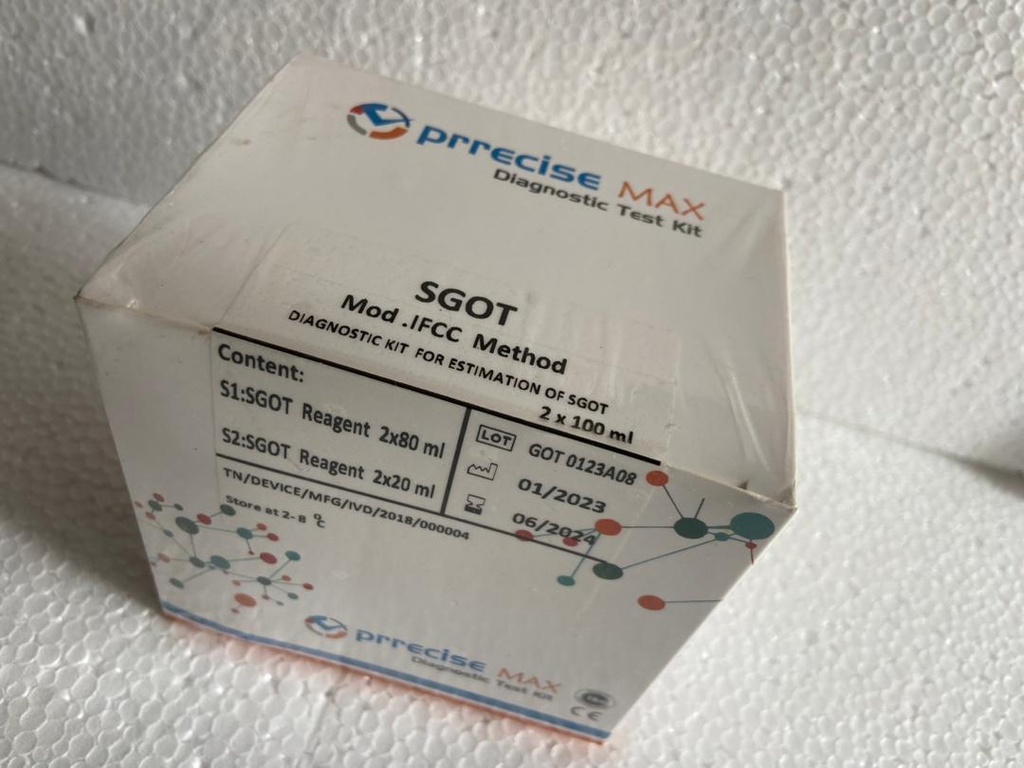 prrecise MAX
Diagnostic Test Kit
SGOT
Mod .IFCC Method
DIAGNOSTIC KIT FOR ESTIMATION OF SGOT
2 x 100 ml
Content:
S1:SGOT Reagent 2x80 ml
S2:SGOT Reagent 2x20 ml
LOT GOT 0123A08
01/2023
06/2024
TN/DEVICE/MFG/IVD/2018/000004
Store at 2- 8 °C
prrecise MAX
Diagnostic Test Kit
CE